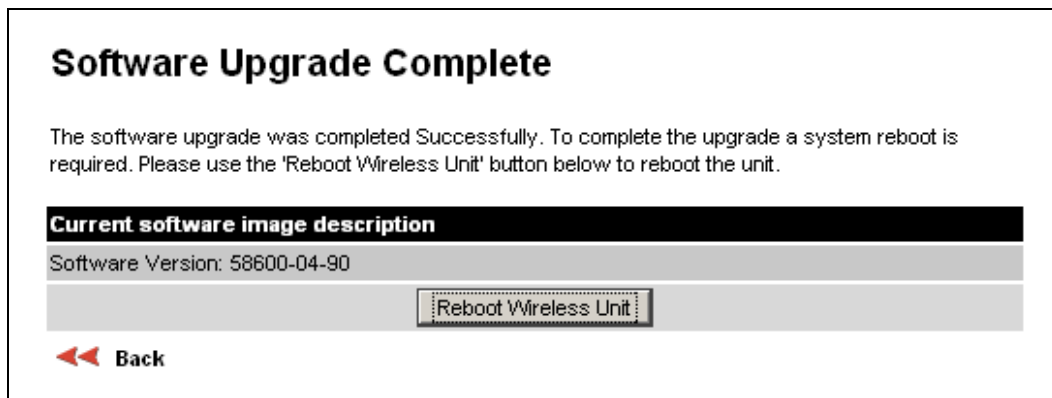 Software Upgrade Complete
The software upgrade was completed Successfully. To complete the upgrade a system reboot is
required. Please use the 'Reboot Wireless Unit' button below to reboot the unit.
Current software image description
Software Version: 58600-04-90
Reboot Wireless Unit
Back